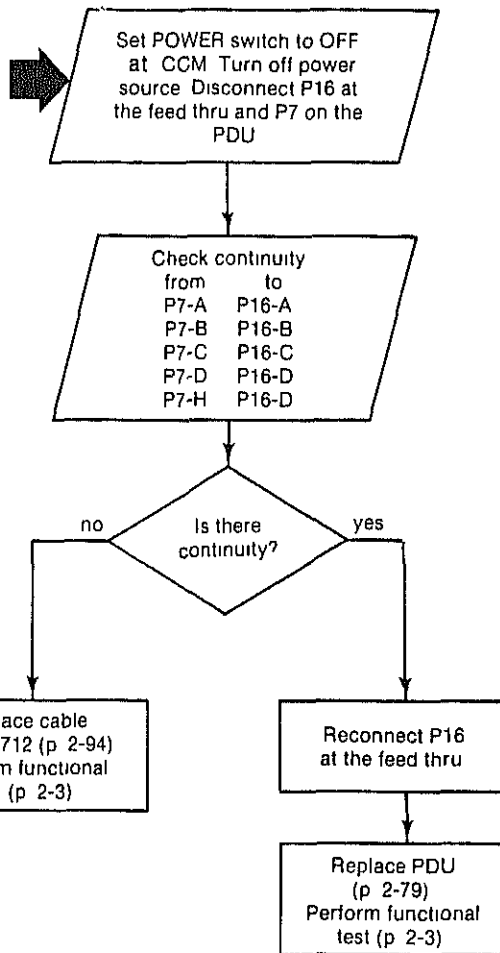 Set POWER switch to OFF
at CCM Turn off power
source Disconnect P16 at
the feed thru and P7 on the
PDU
Check continuity
from to
P7-A P16-A
P7-B P16-B
P7-C P16-C
P7-D P16-D
P7-H P16-D
Is there
continuity?
no
yes
cable
712 (p 2-94)
functional
(p 2-3)
Reconnect P16
at the feed thru
Replace PDU
(p 2-79)
Perform functional
test (p 2-3)